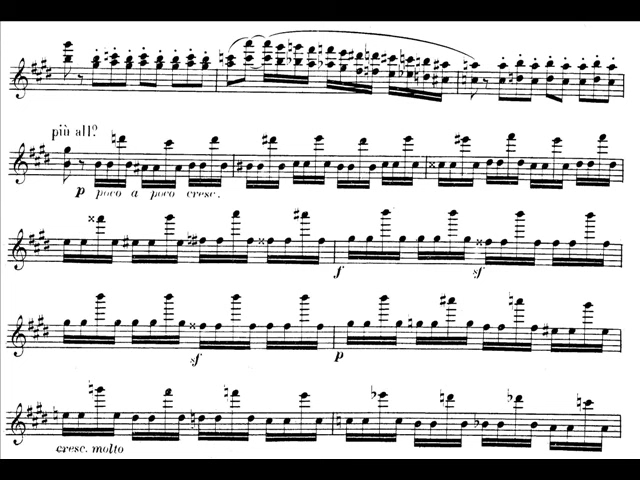 più all?
p poco a poco cresc.
f sf
sf p
cresc. molto